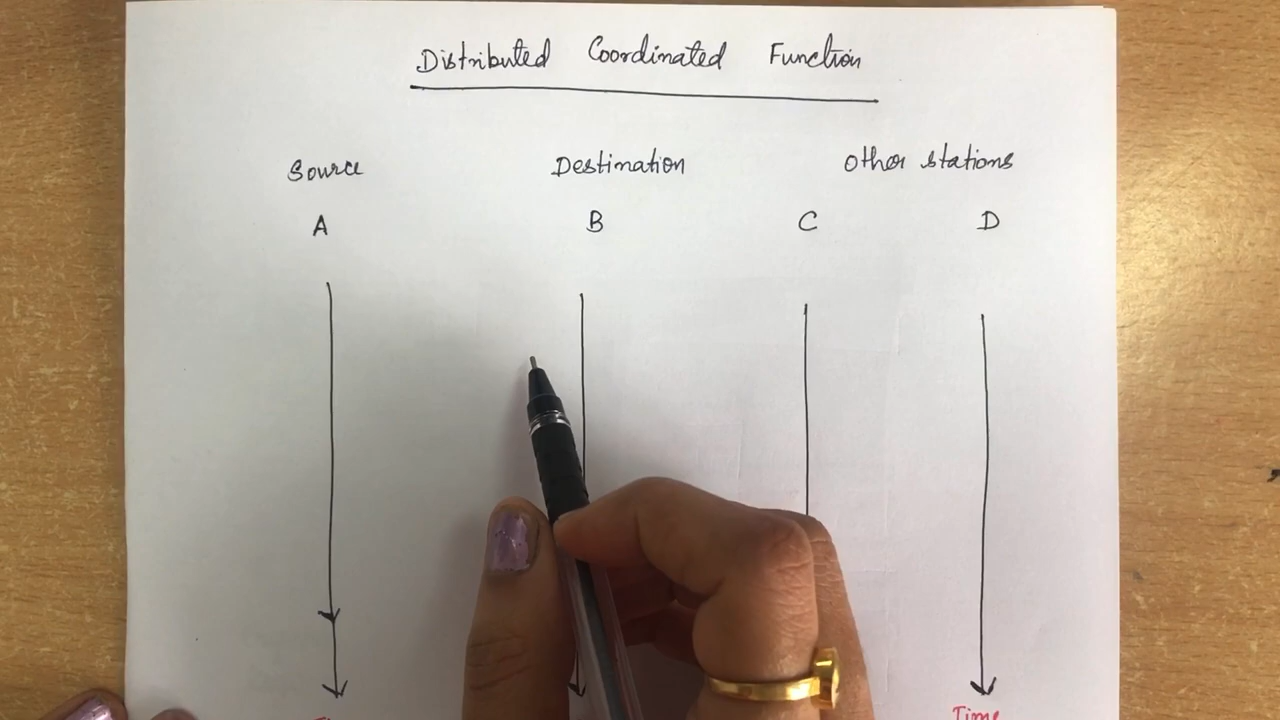 Distributed Coordinated Function
Source Destination Other stations
A B C D
Time